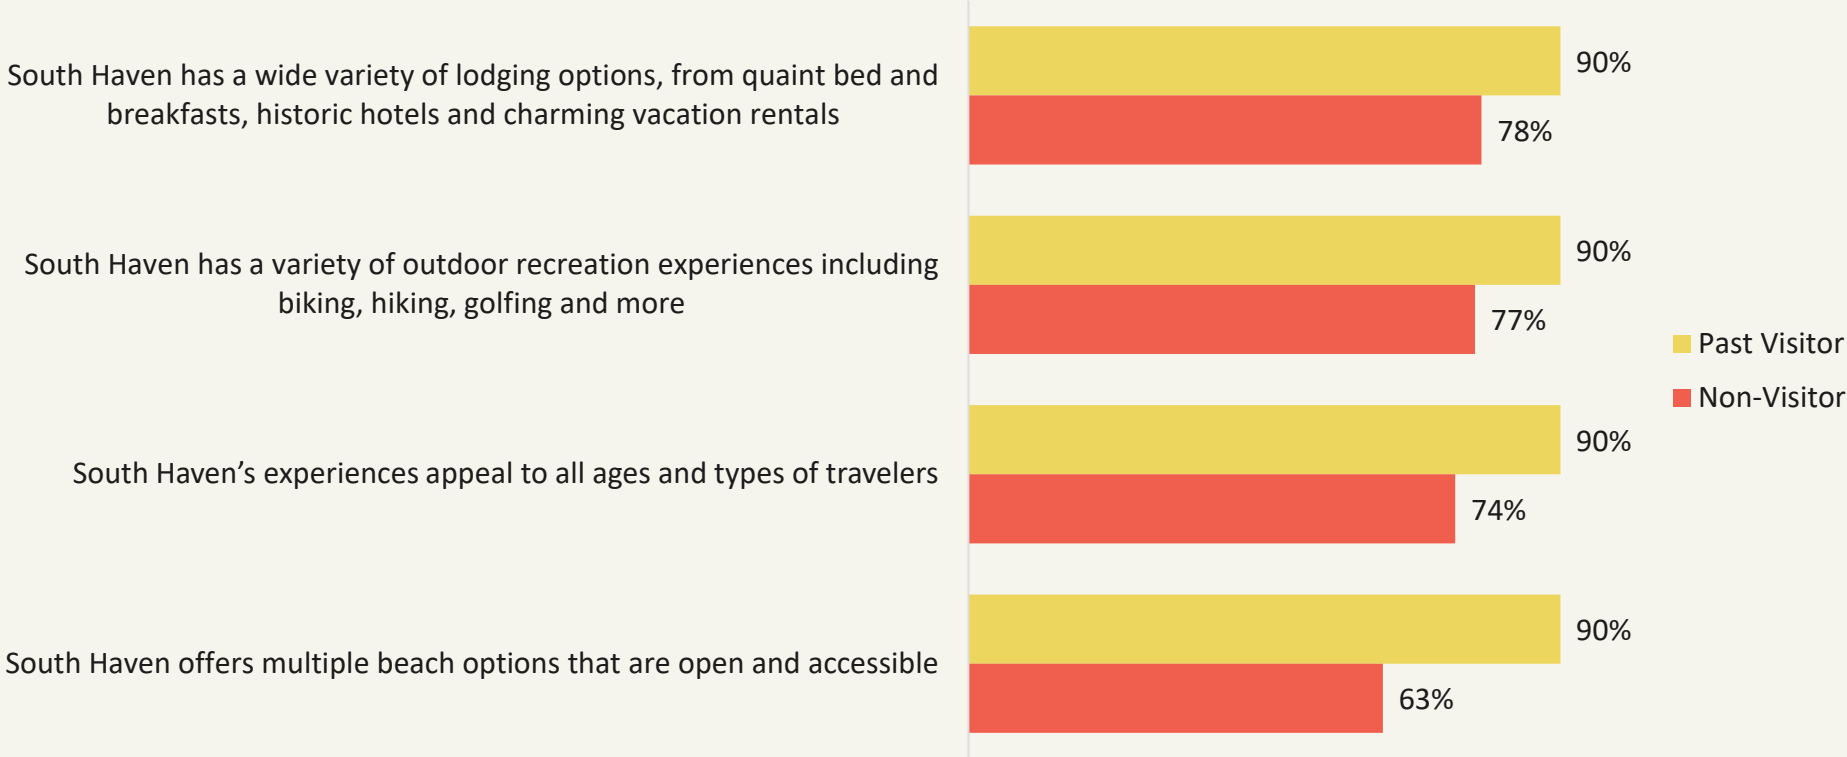 South Haven has a wide variety of lodging options, from quaint bed and
breakfasts, historic hotels and charming vacation rentals
90%
78%
South Haven has a variety of outdoor recreation experiences including
biking, hiking, golfing and more
90%
77%
South Haven’s experiences appeal to all ages and types of travelers
90%
74%
South Haven offers multiple beach options that are open and accessible
90%
63%
Past Visitor
Non-Visitor